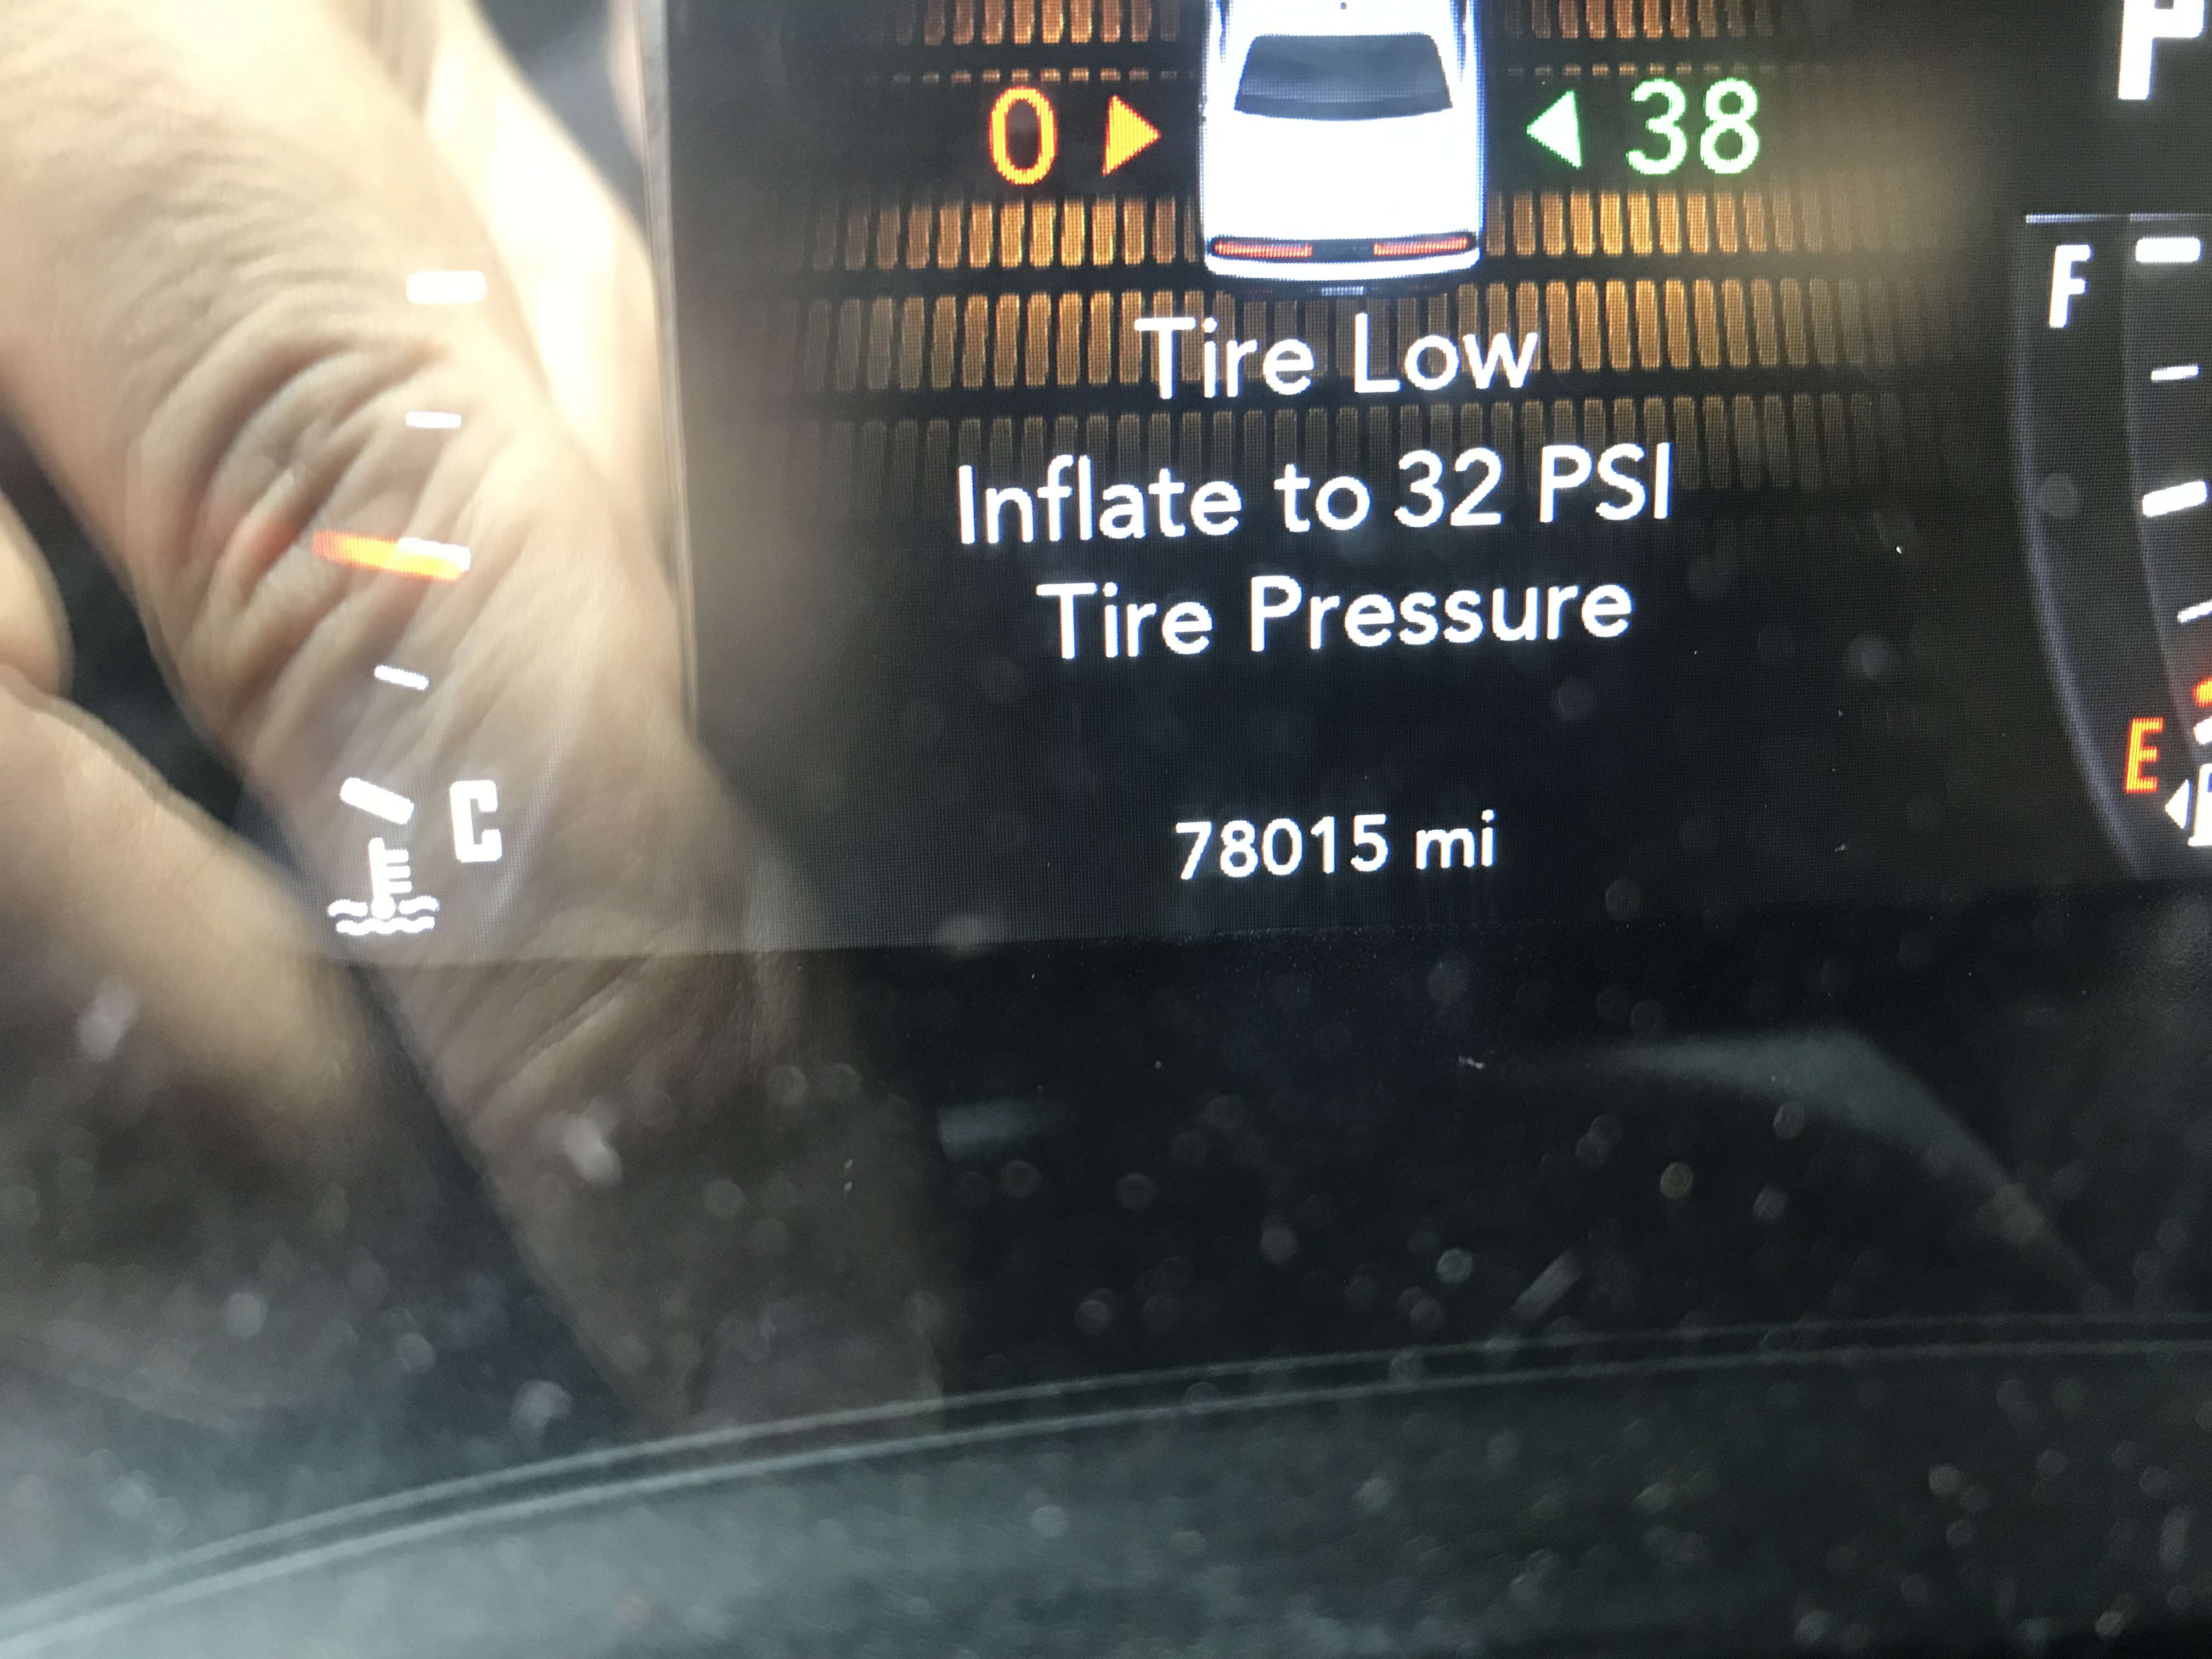 P
0 38
F
Tire Low
Inflate to 32 PSI
Tire Pressure
E
C
78015 mi